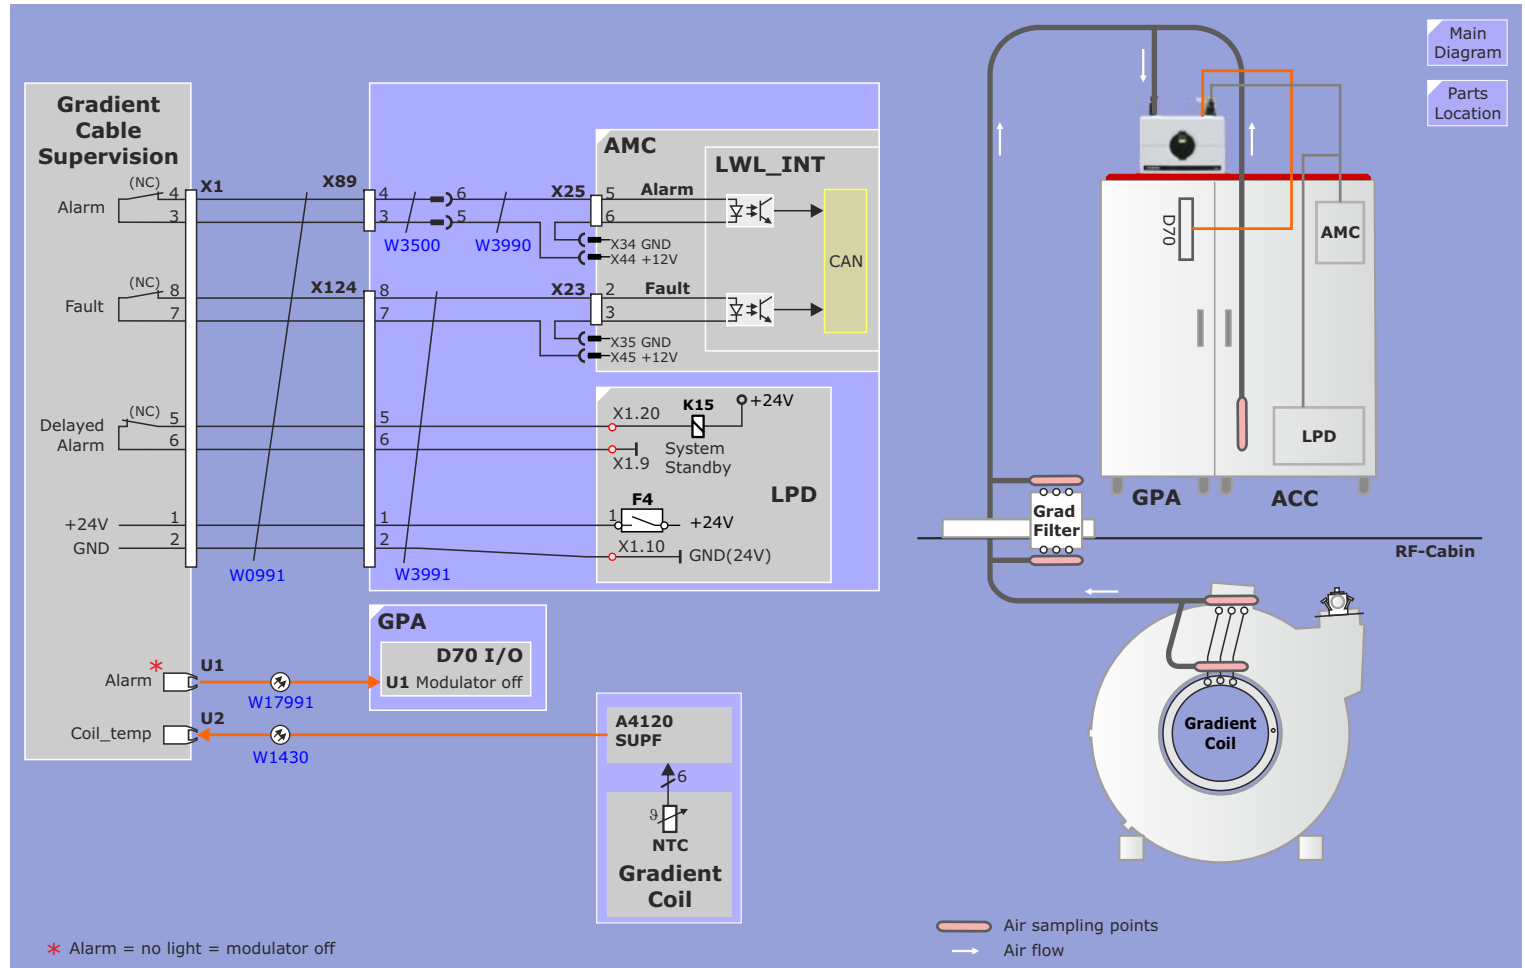 Main
Diagram
Parts
Location
Gradient
Cable
Supervision
AMC
LWL_INT
(NC)
4
X1
X89
4
6
X25
5
Alarm
Alarm
3
3
5
6
W3500
W3990
X34 GND
X44 +12V
CAN
(NC)
8
X124
8
X23
2
Fault
Fault
7
7
3
X35 GND
X45 +12V
(NC)
5
5
X1.20
K15
+24V
Delayed
Alarm
6
6
X1.9
System
Standby
LPD
F4
+24V
1
1
1
+24V
GND
2
2
X1.10
GND(24V)
W0991
W3991
GPA
D70 I/O
U1 Modulator off
Alarm
*
U1
W17991
Coil_temp
U2
W1430
A4120
SUPF
6
ϑ
NTC
Gradient
Coil
* Alarm = no light = modulator off
D70
AMC
LPD
GPA
ACC
Grad
Filter
RF-Cabin
Gradient
Coil
Air sampling points
Air flow